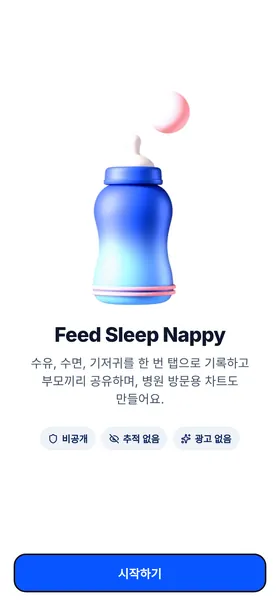 Feed Sleep Nappy
수유, 수면, 기저귀를 한 번 탭으로 기록하고
부모끼리 공유하며, 병원 방문용 차트도
만들어요.
비공개
추적 없음
광고 없음
시작하기